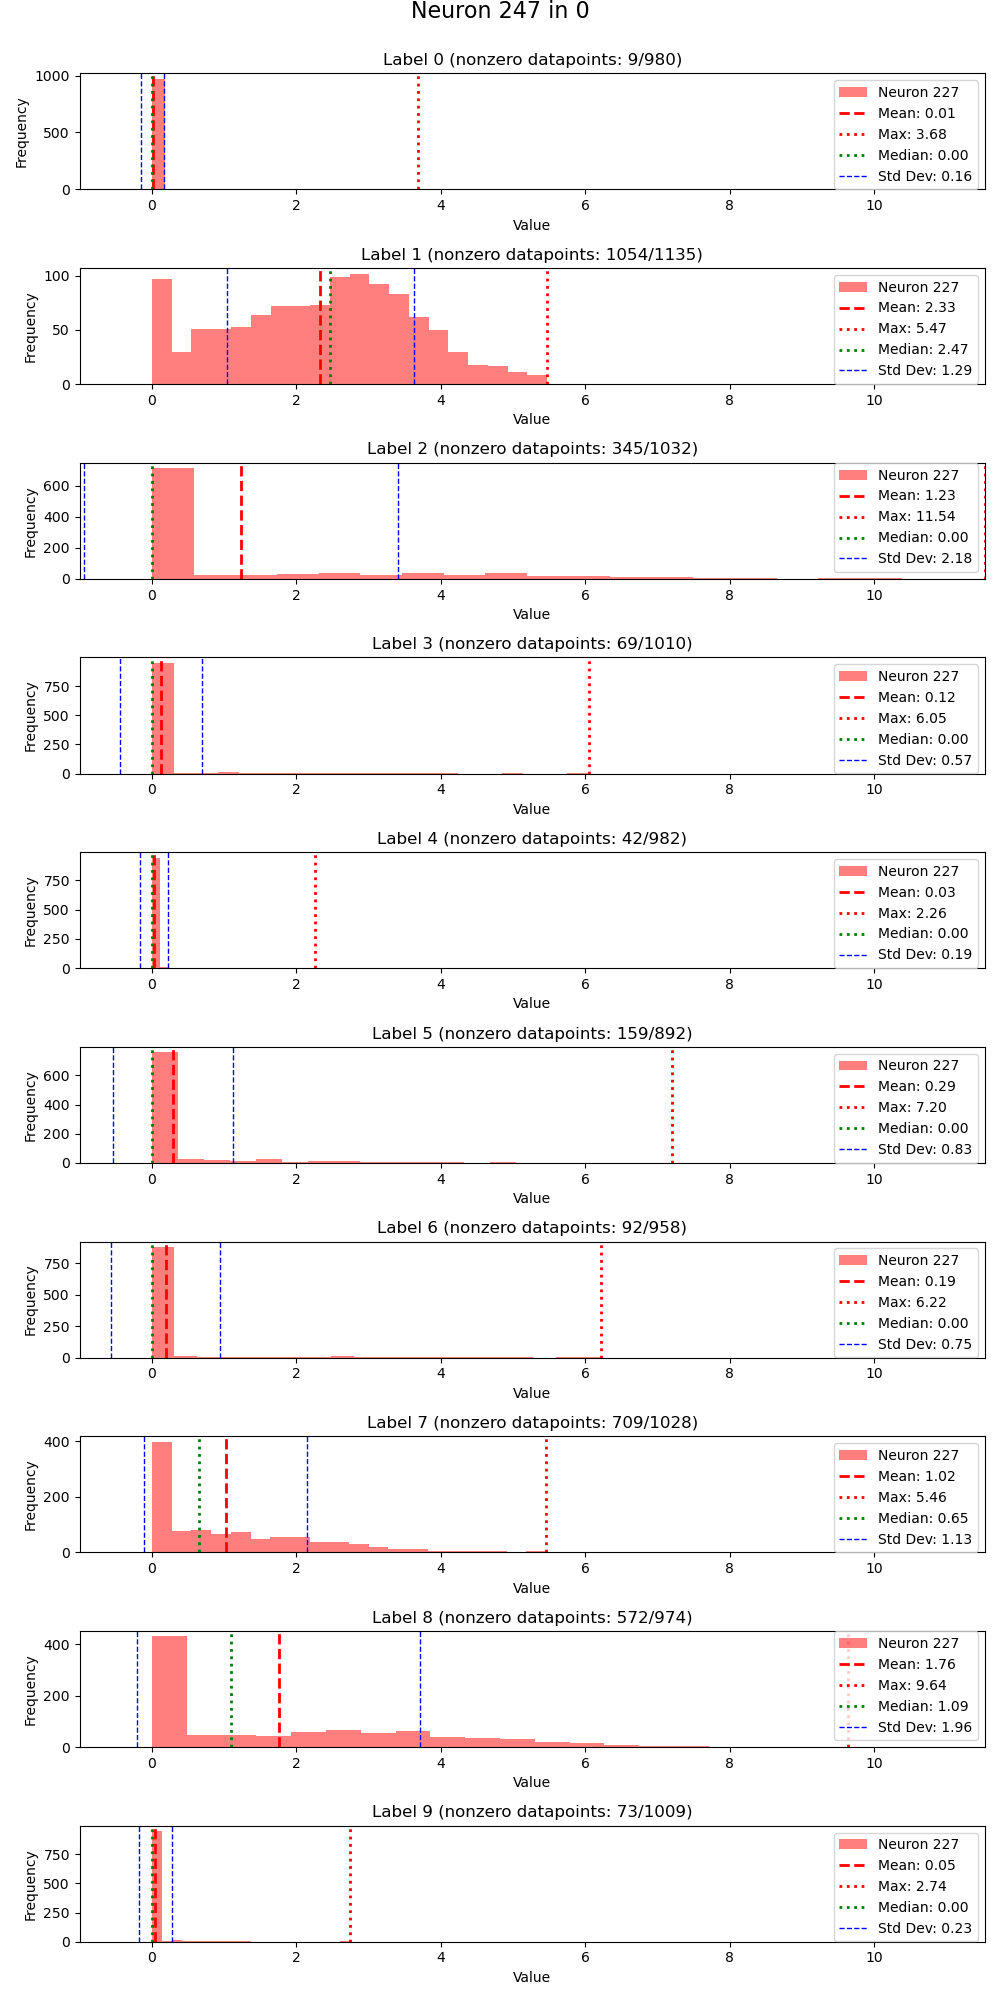 Neuron 247 in 0
Label 0 (nonzero datapoints: 9/980)
Frequency
1000
500
0
Neuron 227
Mean: 0.01
Max: 3.68
Median: 0.00
Std Dev: 0.16
0 2 4 6 8 10
Value
Label 1 (nonzero datapoints: 1054/1135)
Frequency
100
50
0
Neuron 227
Mean: 2.33
Max: 5.47
Median: 2.47
Std Dev: 1.29
0 2 4 6 8 10
Value
Label 2 (nonzero datapoints: 345/1032)
Frequency
600
400
200
0
Neuron 227
Mean: 1.23
Max: 11.54
Median: 0.00
Std Dev: 2.18
0 2 4 6 8 10
Value
Label 3 (nonzero datapoints: 69/1010)
Frequency
750
500
250
0
Neuron 227
Mean: 0.12
Max: 6.05
Median: 0.00
Std Dev: 0.57
0 2 4 6 8 10
Value
Label 4 (nonzero datapoints: 42/982)
Frequency
750
500
250
0
Neuron 227
Mean: 0.03
Max: 2.26
Median: 0.00
Std Dev: 0.19
0 2 4 6 8 10
Value
Label 5 (nonzero datapoints: 159/892)
Frequency
600
400
200
0
Neuron 227
Mean: 0.29
Max: 7.20
Median: 0.00
Std Dev: 0.83
0 2 4 6 8 10
Value
Label 6 (nonzero datapoints: 92/958)
Frequency
750
500
250
0
Neuron 227
Mean: 0.19
Max: 6.22
Median: 0.00
Std Dev: 0.75
0 2 4 6 8 10
Value
Label 7 (nonzero datapoints: 709/1028)
Frequency
400
200
0
Neuron 227
Mean: 1.02
Max: 5.46
Median: 0.65
Std Dev: 1.13
0 2 4 6 8 10
Value
Label 8 (nonzero datapoints: 572/974)
Frequency
400
200
0
Neuron 227
Mean: 1.76
Max: 9.64
Median: 1.09
Std Dev: 1.96
0 2 4 6 8 10
Value
Label 9 (nonzero datapoints: 73/1009)
Frequency
750
500
250
0
Neuron 227
Mean: 0.05
Max: 2.74
Median: 0.00
Std Dev: 0.23
0 2 4 6 8 10
Value